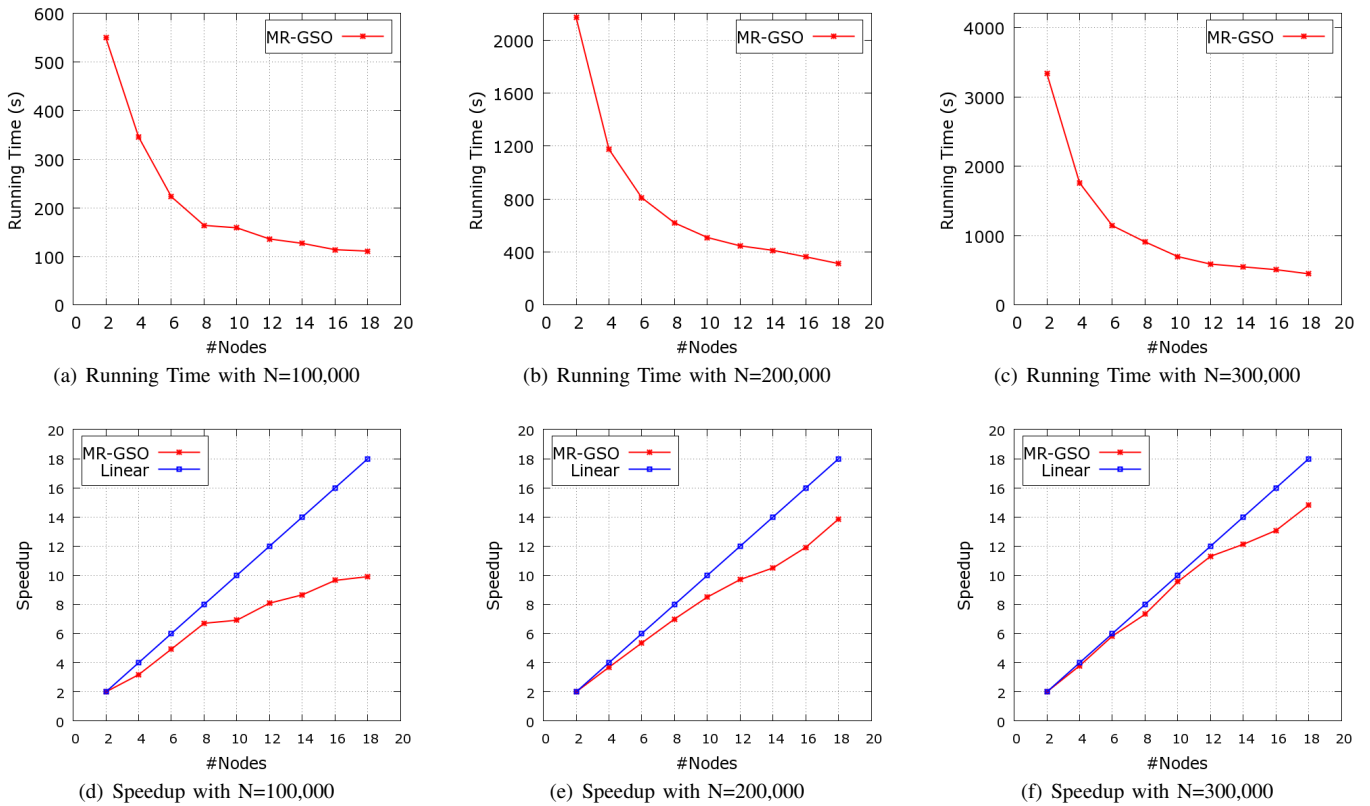 600
500
400
300
200
100
0
Running Time (s)
MR-GSO
0 2 4 6 8 10 12 14 16 18 20
#Nodes
(a) Running Time with N=100,000
2000
1600
1200
800
400
0
Running Time (s)
MR-GSO
0 2 4 6 8 10 12 14 16 18 20
#Nodes
(b) Running Time with N=200,000
4000
3000
2000
1000
0
Running Time (s)
MR-GSO
0 2 4 6 8 10 12 14 16 18 20
#Nodes
(c) Running Time with N=300,000
20
18
16
14
12
10
8
6
4
2
0
Speedup
MR-GSO
Linear
0 2 4 6 8 10 12 14 16 18 20
#Nodes
(d) Speedup with N=100,000
20
18
16
14
12
10
8
6
4
2
0
Speedup
MR-GSO
Linear
0 2 4 6 8 10 12 14 16 18 20
#Nodes
(e) Speedup with N=200,000
20
18
16
14
12
10
8
6
4
2
0
Speedup
MR-GSO
Linear
0 2 4 6 8 10 12 14 16 18 20
#Nodes
(f) Speedup with N=300,000